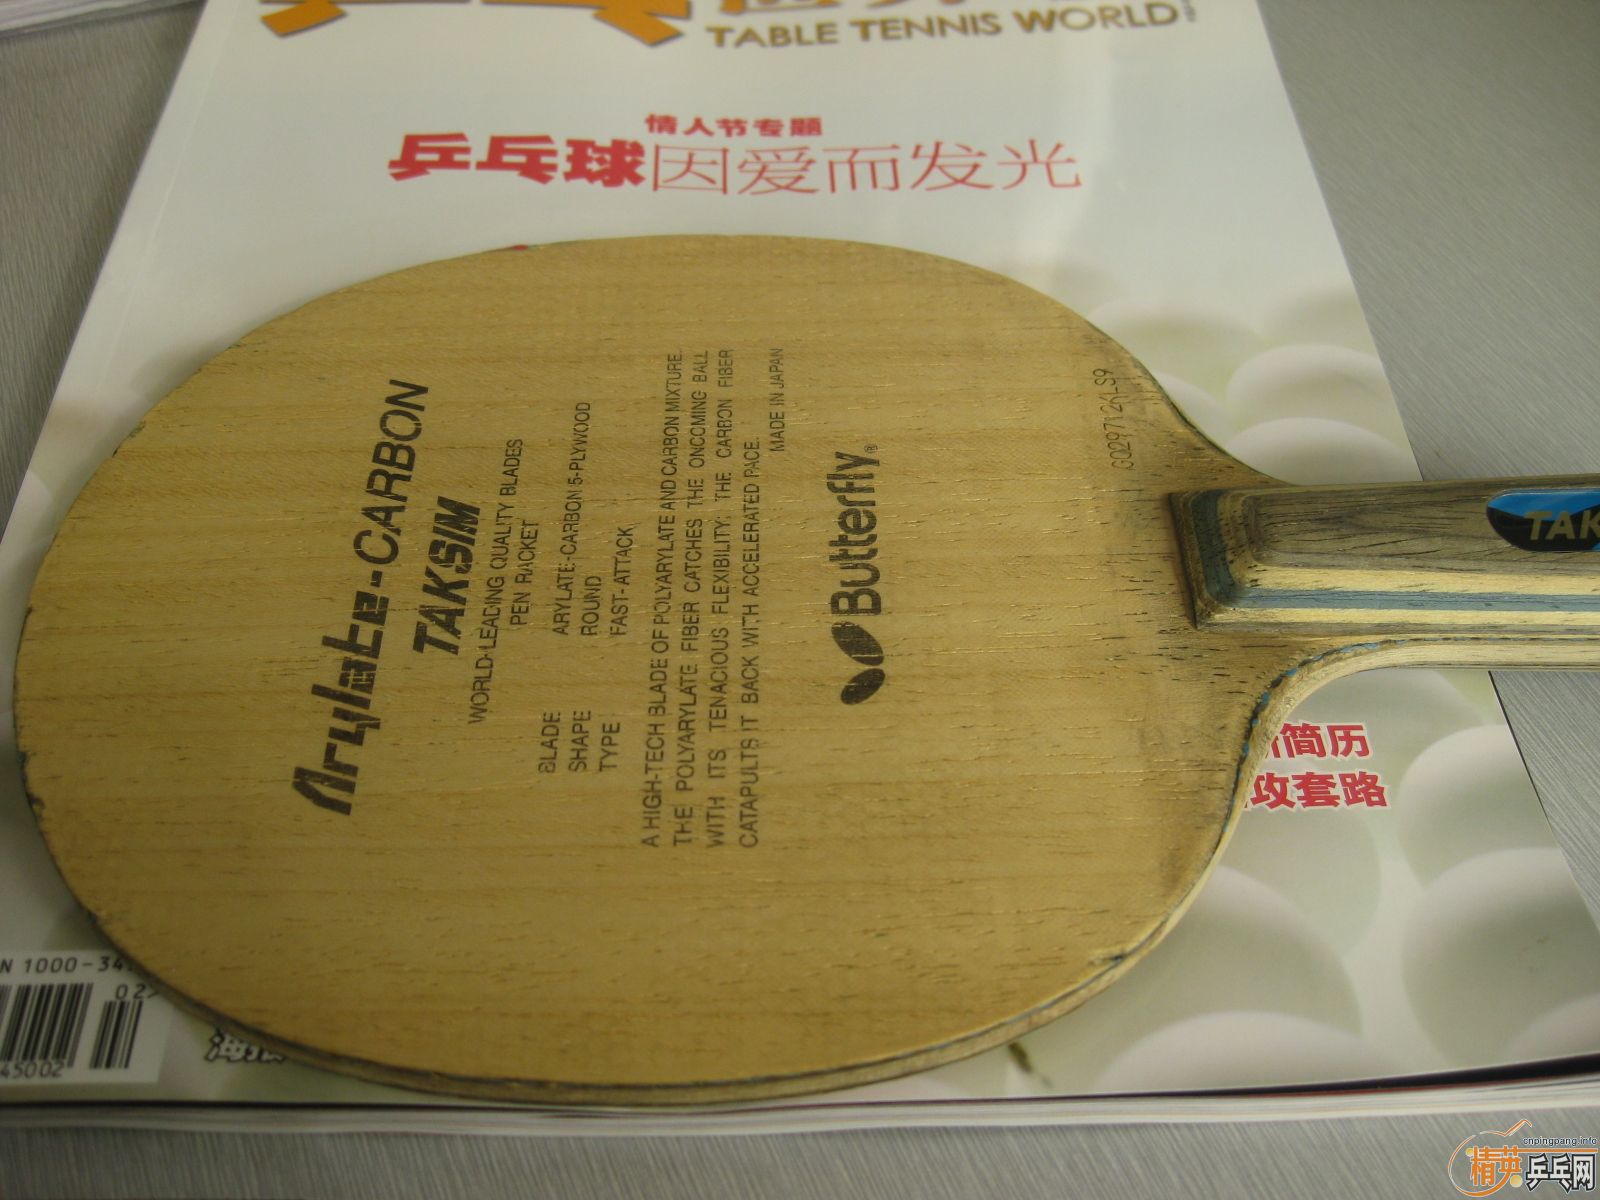 TABLE TENNIS WORLD
情人节专题
乒乓球因爱而发光
Arylate-CARBON
TAKSIM
WORLD-LEADING QUALITY BLADES
PEN RACKET
BLADE ARYLATE-CARBON 5-PLYWOOD
SHAPE ROUND
TYPE FAST-ATTACK
A HIGH-TECH BLADE OF POLYARYLATE AND CARBON MIXTURE.
THE POLYARYLATE FIBER CATCHES THE ONCOMING BALL
WITH ITS TENACIOUS FLEXIBILITY; THE CARBON FIBER
CATAPULTS IT BACK WITH ACCELERATED PACE.
MADE IN JAPAN
Butterfly®
TAK
简历
攻套路
N 1000-34
02>
45002
cnpingpang.info
精英乒乓网